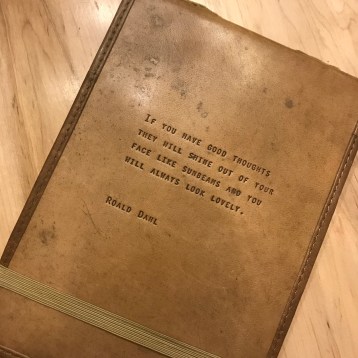 If you have good thoughts
they will shine out of your
face like sunbeams and you
will always look lovely.
Roald Dahl